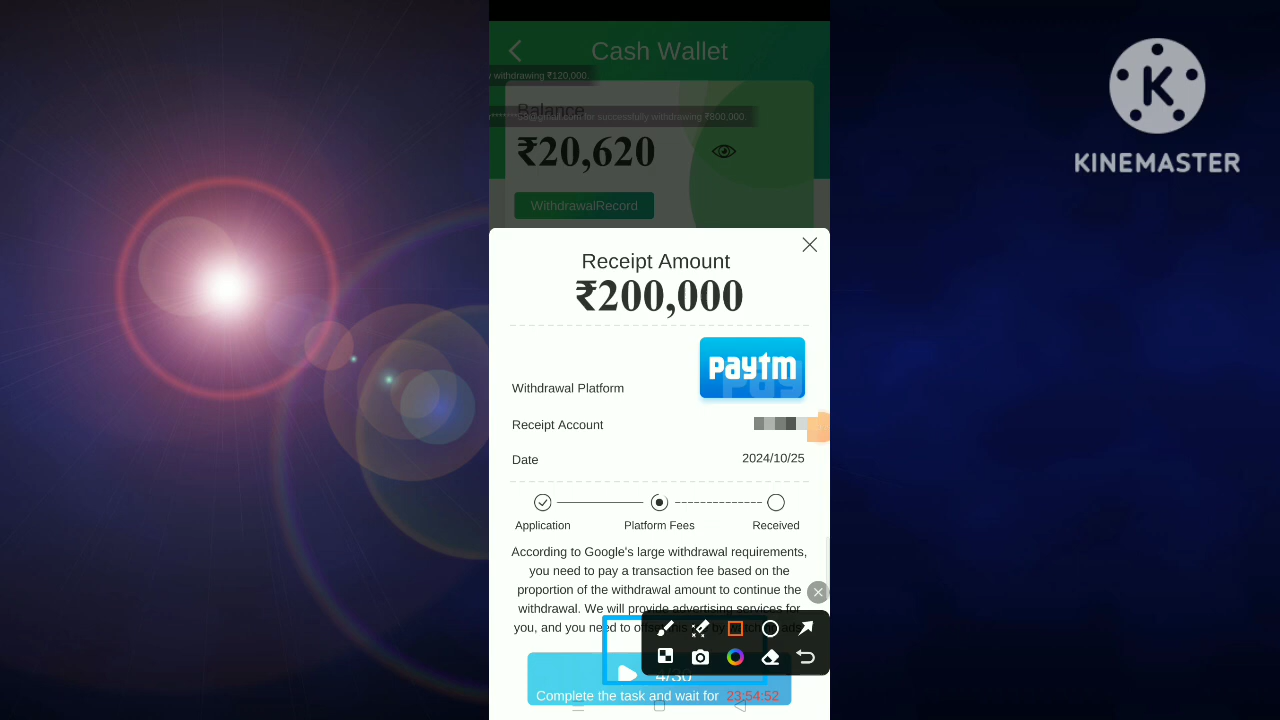 Cash Wallet
withdrawing ₹120,000.
Balance
59@gmail.com for successfully withdrawing ₹800,000.
₹20,620
WithdrawalRecord
Receipt Amount
₹200,000
paytm
Withdrawal Platform
Receipt Account
Date 2024/10/25
Application Platform Fees Received
According to Google's large withdrawal requirements,
you need to pay a transaction fee based on the
proportion of the withdrawal amount to continue the
withdrawal. We will provide advertising services for
you, and you need to offset this by
4/30
Complete the task and wait for 23:54:52
K
KINEMASTER